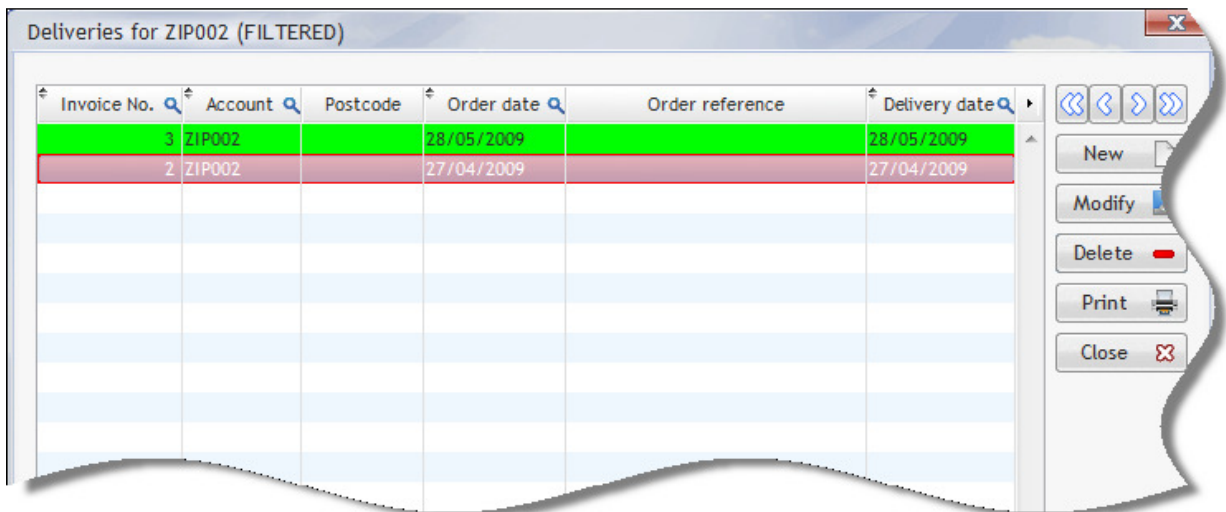 Deliveries for ZIP002 (FILTERED)
Invoice No. Account Postcode Order date Order reference Delivery date
3 ZIP002 28/05/2009 28/05/2009
2 ZIP002 27/04/2009 27/04/2009
New
Modify
Delete
Print
Close